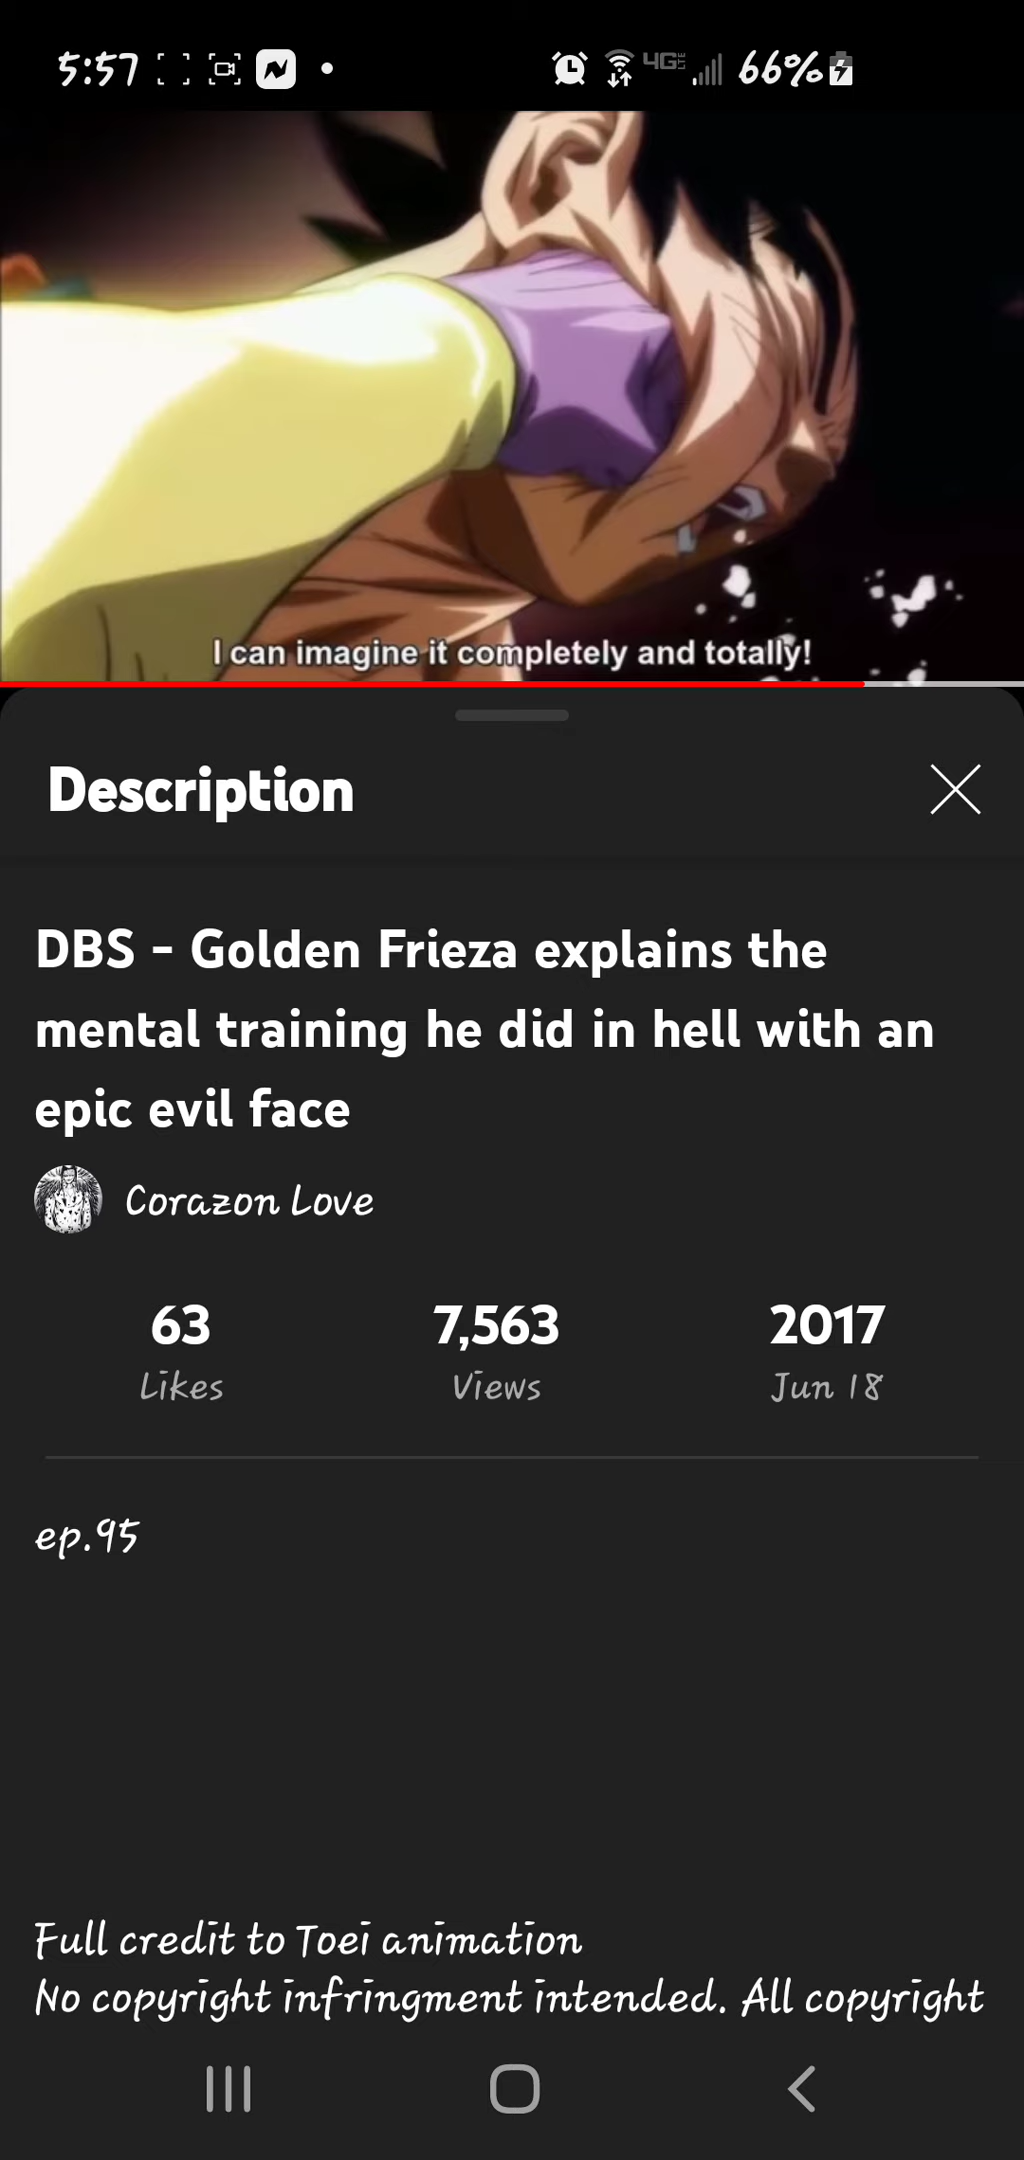 5:57
4G LTE
66%
I can imagine it completely and totally!
Description
DBS - Golden Frieza explains the
mental training he did in hell with an
epic evil face
Corazon Love
63
7,563
2017
Likes
Views
Jun 18
ep.95
Full credit to Toei animation
No copyright infringment intended. All copyright